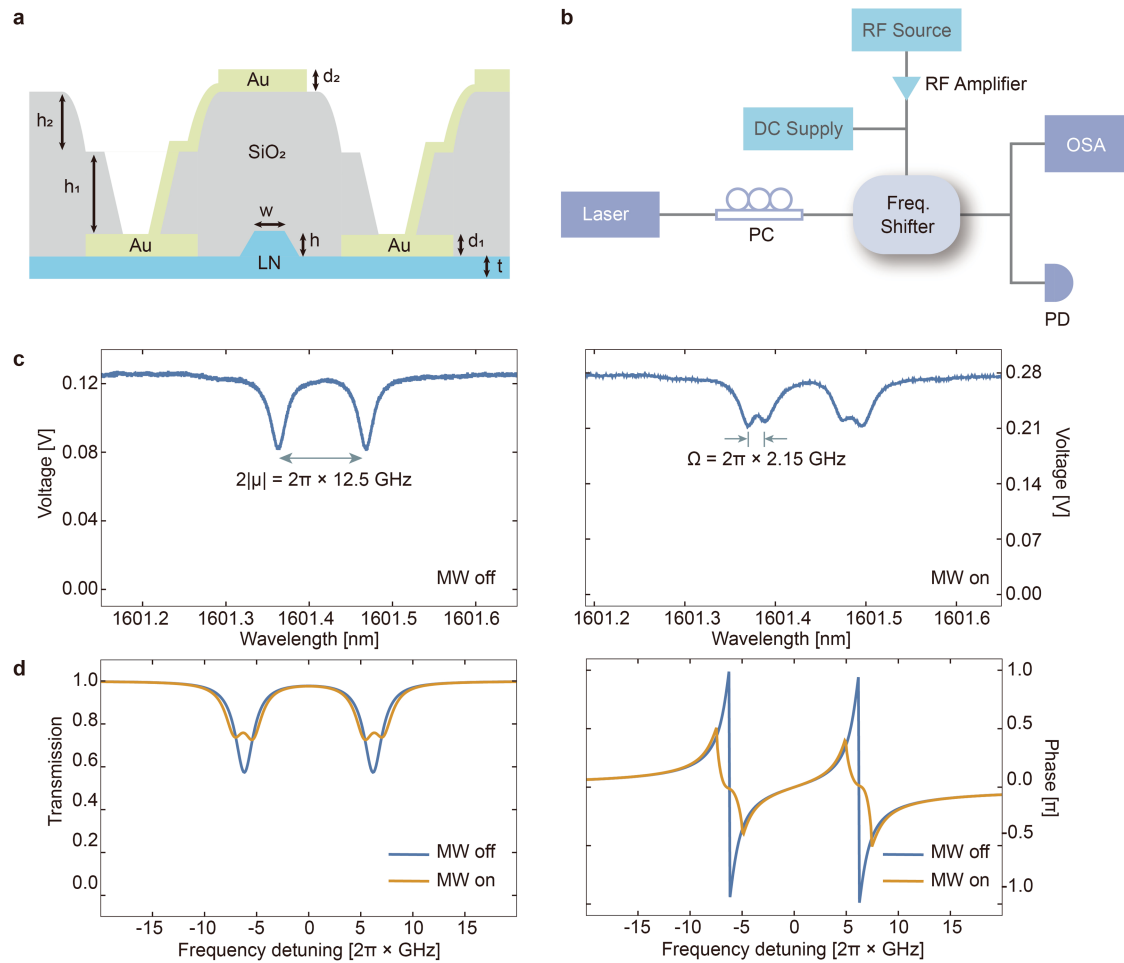 a
Au
d₂
h₂
SiO₂
h₁
w
Au
h
Au
d₁
LN
t
b
RF Source
RF Amplifier
DC Supply
OSA
Laser
PC
Freq.
Shifter
PD
c
Voltage [V]
0.12
0.08
0.04
0.00
2|μ| = 2π × 12.5 GHz
MW off
1601.2
1601.3
1601.4
1601.5
1601.6
Wavelength [nm]
0.28
0.21
0.14
0.07
0.00
Voltage [V]
Ω = 2π × 2.15 GHz
MW on
1601.2
1601.3
1601.4
1601.5
1601.6
Wavelength [nm]
d
Transmission
1.0
0.8
0.6
0.4
0.2
0.0
MW off
MW on
-15
-10
-5
0
5
10
15
Frequency detuning [2π × GHz]
1.0
0.5
0.0
-0.5
1.0
Phase [π]
MW off
MW on
-15
-10
-5
0
5
10
15
Frequency detuning [2π × GHz]